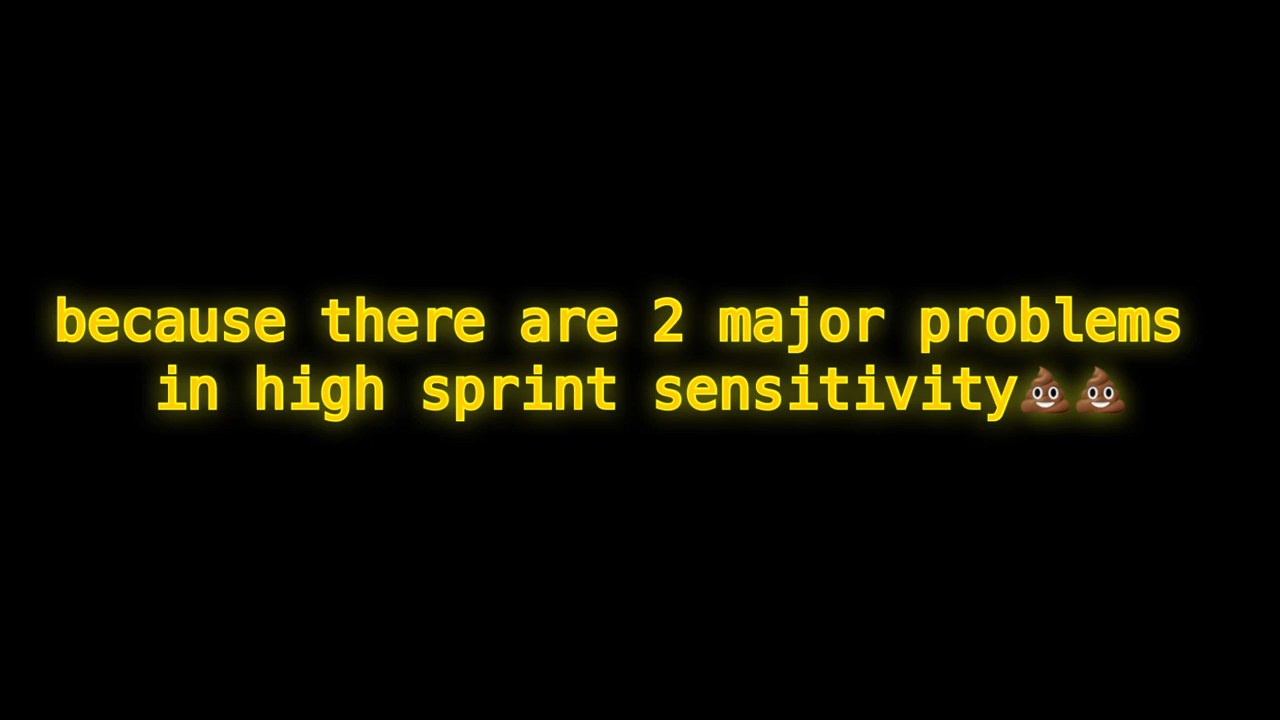 because there are 2 major problems
in high sprint sensitivity💩💩